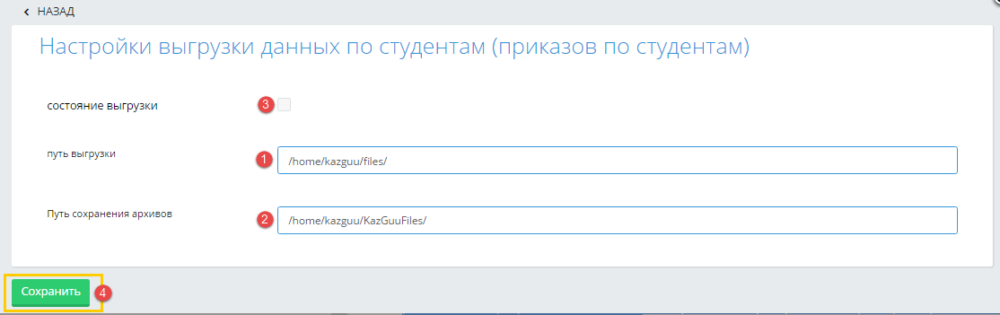 НАЗАД
Настройки выгрузки данных по студентам (приказов по студентам)
состояние выгрузки 3
путь выгрузки 1 /home/kazguu/files/
Путь сохранения архивов 2 /home/kazguu/KazGuuFiles/
Сохранить 4